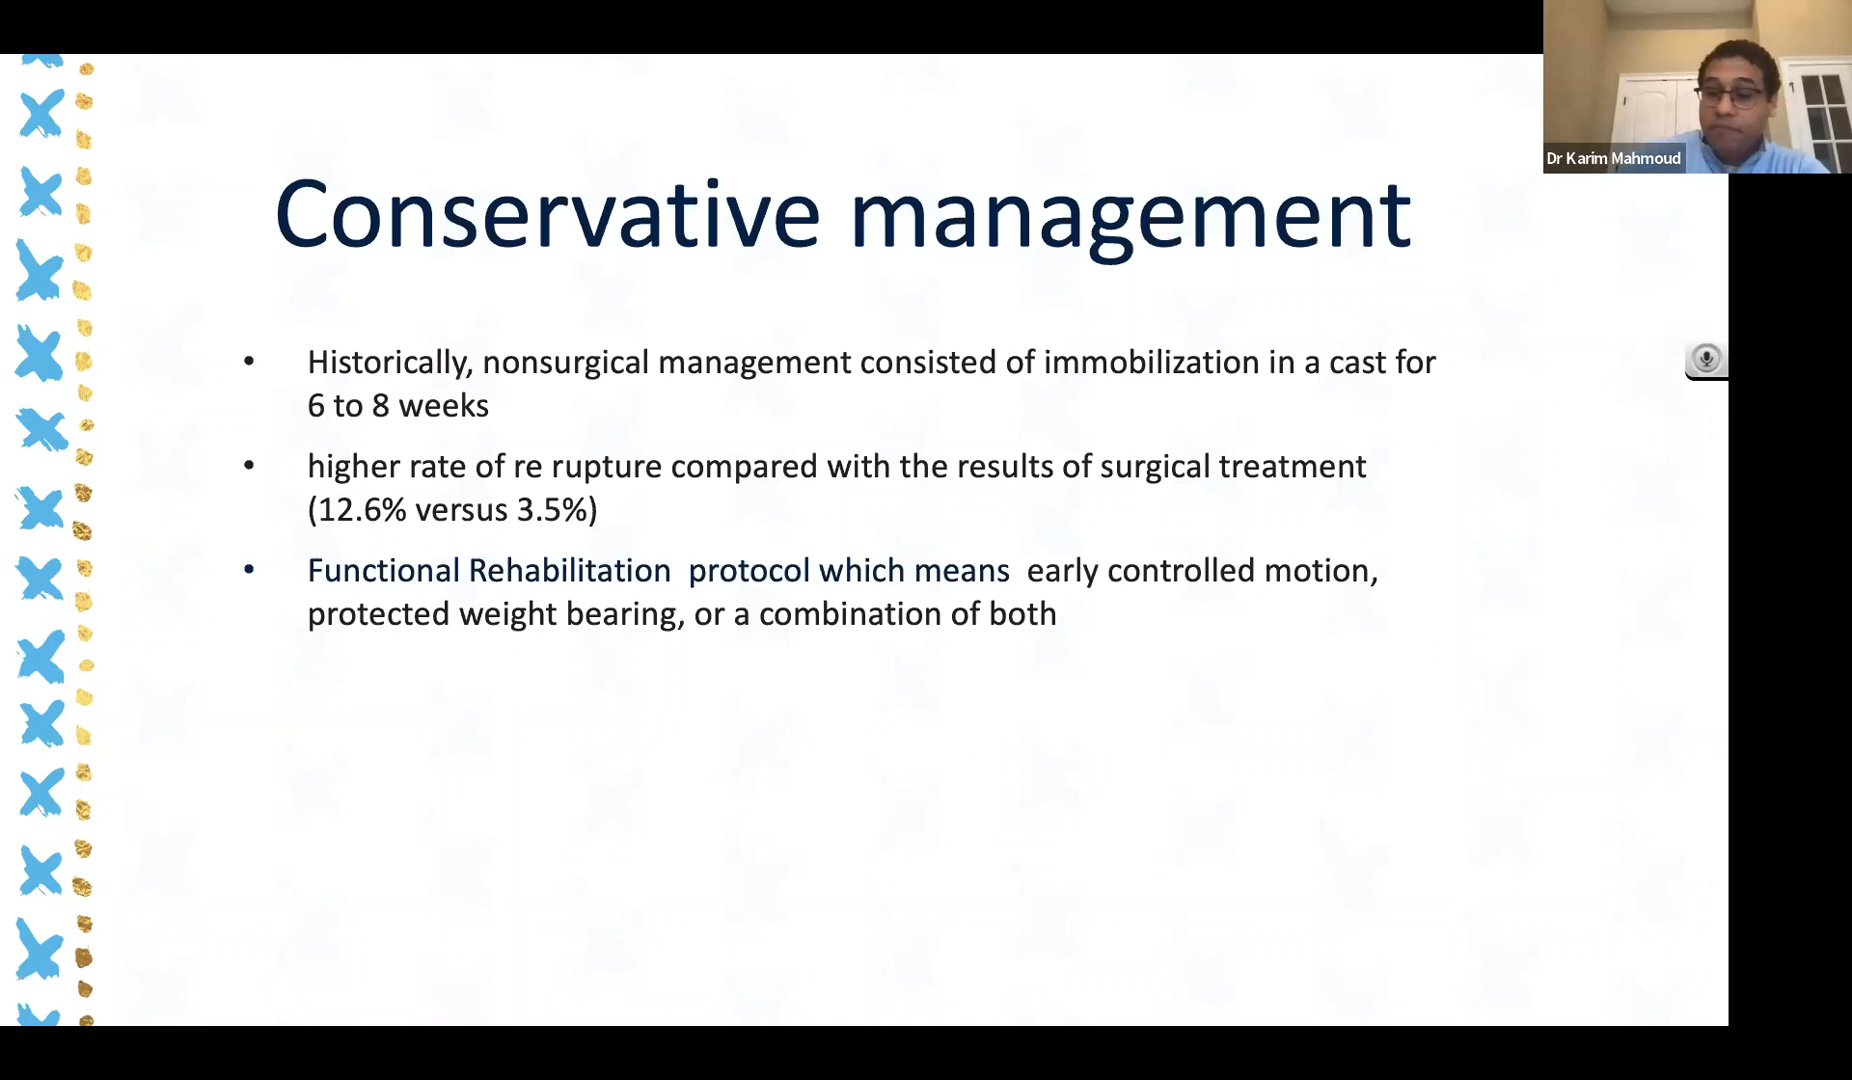 Dr Karim Mahmoud
Conservative management
• Historically, nonsurgical management consisted of immobilization in a cast for
6 to 8 weeks
• higher rate of re rupture compared with the results of surgical treatment
(12.6% versus 3.5%)
• Functional Rehabilitation  protocol which means  early controlled motion,
protected weight bearing, or a combination of both